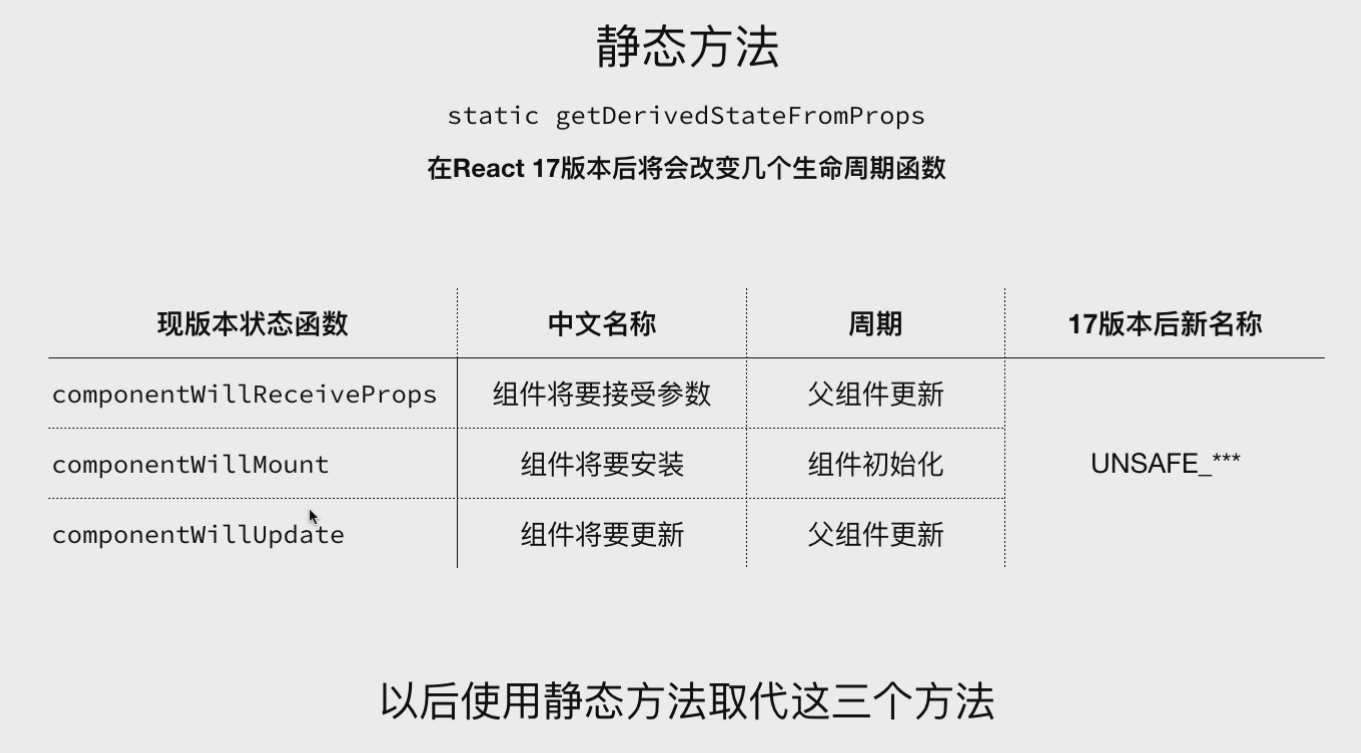 静态方法
static getDerivedStateFromProps
在React 17版本后将会改变几个生命周期函数
现版本状态函数 中文名称 周期 17版本后新名称
componentWillReceiveProps 组件将要接受参数 父组件更新
componentWillMount 组件将要安装 组件初始化 UNSAFE_***
componentWillUpdate 组件将要更新 父组件更新
以后使用静态方法取代这三个方法